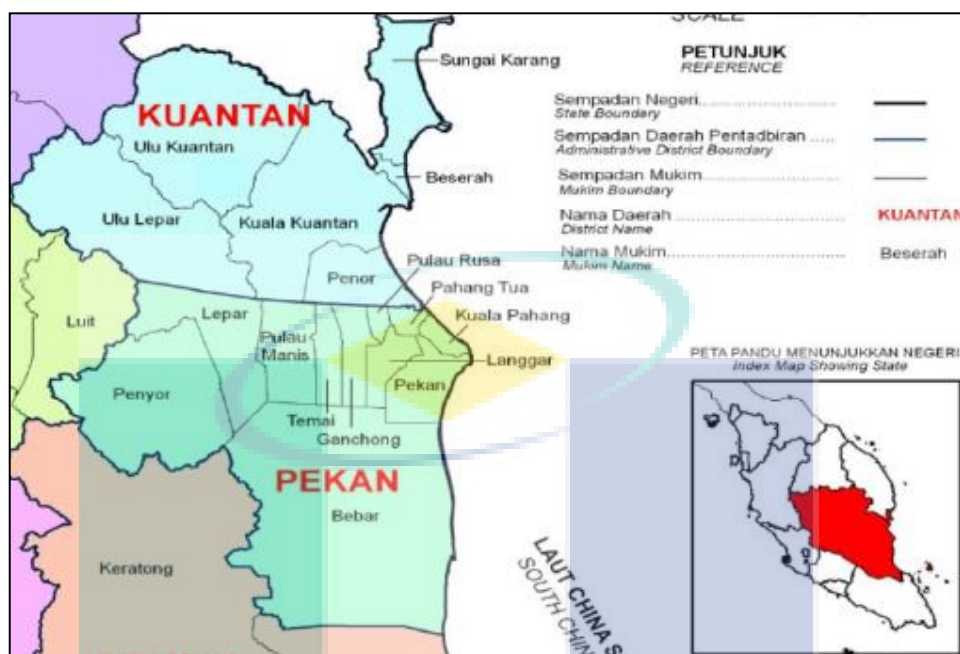 SCALE
PETUNJUK
REFERENCE
Sempadan Negeri
State Boundary
Sempadan Daerah Pentadbiran
Administrative District Boundary
Sempadan Mukim
Mukim Boundary
Nama Daerah
District Name
KUANTAN
Nama Mukim
Mukim Name
Beserah
Sungai Karang
KUANTAN
Ulu Kuantan
Beserah
Ulu Lepar
Kuala Kuantan
Penor
Pulau Rusa
Pahang Tua
Kuala Pahang
Luit
Lepar
Pulau
Manis
Langgar
Penyor
Pekan
Temai
Ganchong
PEKAN
Bebar
Keratong
LAUT CHINA S
SOUTH CHIN
PETA PANDU MENUNJUKKAN NEGERI
Index Map Showing State